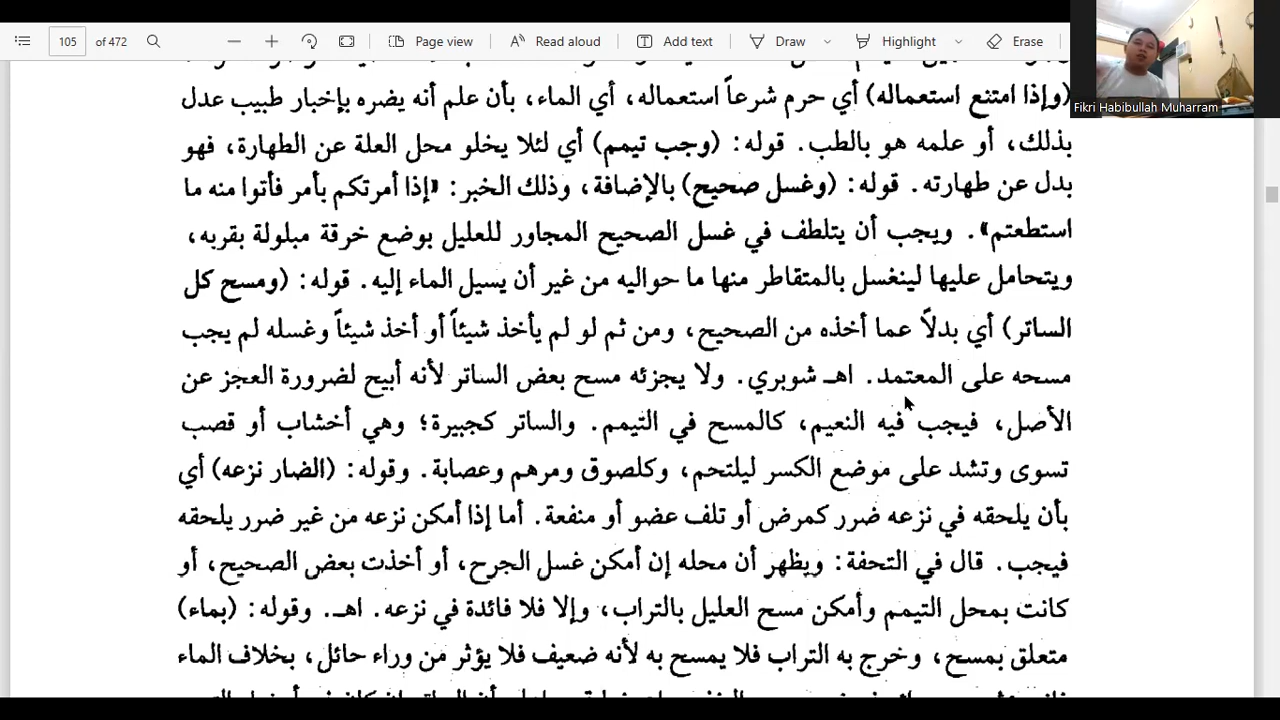 105 of 472
Page view
Read aloud
Add text
Draw
Highlight
Erase
Fikri Habibullah Muharram
(وإذا امتنع استعماله) أي حرم شرعاً استعماله، أي الماء، بأن علم أنه يضره بإخبار طبيب عدل
بذلك، أو علمه هو بالطب. قوله: (وجب تيمم) أي لئلا يخلو محل العلة عن الطهارة، فهو
بدل عن طهارته. قوله: (وغسل صحيح) بالإضافة، وذلك الخبر: «إذا أمرتكم بأمر فأتوا منه ما
استطعتم». ويجب أن يتلطف في غسل الصحيح المجاور للعليل بوضع خرقة مبلولة بقربه،
ويتحامل عليها لينغسل بالمتقاطر منها ما حواليه من غير أن يسيل الماء إليه. قوله: (ومسح كل
الساتر) أي بدلاً عما أخذه من الصحيح، ومن ثم لو لم يأخذ شيئاً أو أخذ شيئاً وغسله لم يجب
مسحه على المعتمد. اهـ شوبري. ولا يجزئه مسح بعض الساتر لأنه أبيح لضرورة العجز عن
الأصل، فيجب فيه النعيم، كالمسح في التيمم. والساتر كجبيرة؛ وهي أخشاب أو قصب
تسوى وتشد على موضع الكسر ليلتحم، وكلصوق ومرهم وعصابة. وقوله: (الضار نزعه) أي
بأن يلحقه في نزعه ضرر كمرض أو تلف عضو أو منفعة. أما إذا أمكن نزعه من غير ضرر يلحقه
فيجب. قال في التحفة: ويظهر أن محله إن أمكن غسل الجرح، أو أخذت بعض الصحيح، أو
كانت بمحل التيمم وأمكن مسح العليل بالتراب، وإلا فلا فائدة في نزعه. اهـ. وقوله: (بماء)
متعلق بمسح، وخرج به التراب فلا يمسح به لأنه ضعيف فلا يؤثر من وراء حائل، بخلاف الماء